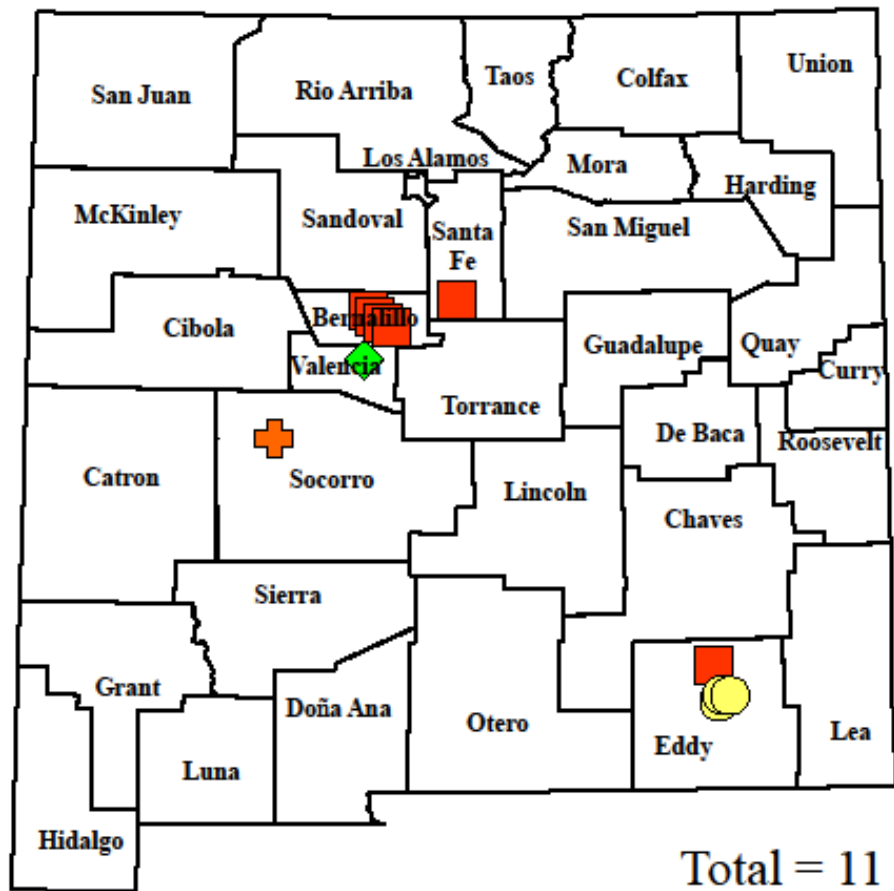 Union
Taos
Colfax
San Juan
Rio Arriba
Los Alamos
Mora
Harding
McKinley
Sandoval
Santa
Fe
San Miguel
Bernalillo
Cibola
Guadalupe
Quay
Valencia
Curry
Torrance
De Baca
Roosevelt
Catron
Socorro
Lincoln
Chaves
Sierra
Grant
Doña Ana
Otero
Eddy
Lea
Luna
Hidalgo
Total = 11